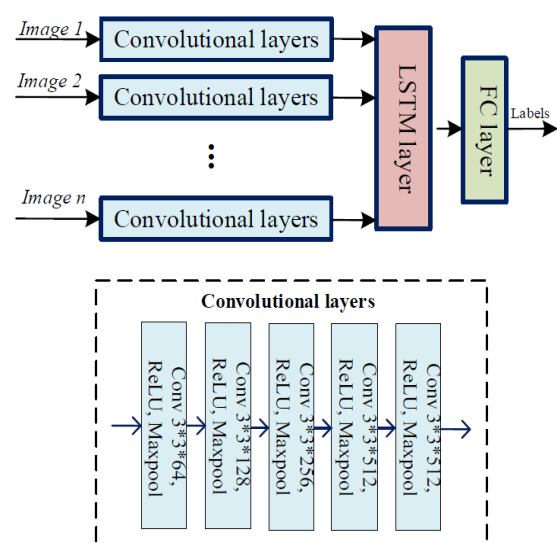 Image 1
Convolutional layers
Image 2
Convolutional layers
Image n
Convolutional layers
LSTM layer
FC layer
Labels
Convolutional layers
Conv 3*3*64,
ReLU, Maxpool
Conv 3*3*128,
ReLU, Maxpool
Conv 3*3*256,
ReLU, Maxpool
Conv 3*3*512,
ReLU, Maxpool
Conv 3*3*512,
ReLU, Maxpool